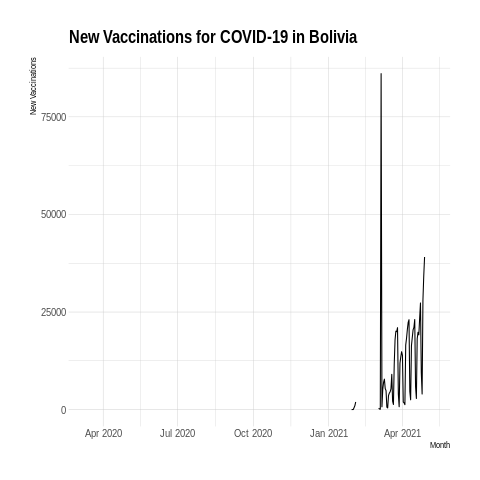 New Vaccinations for COVID-19 in Bolivia
New Vaccinations
75000
50000
25000
0
Apr 2020 Jul 2020 Oct 2020 Jan 2021 Apr 2021
Month